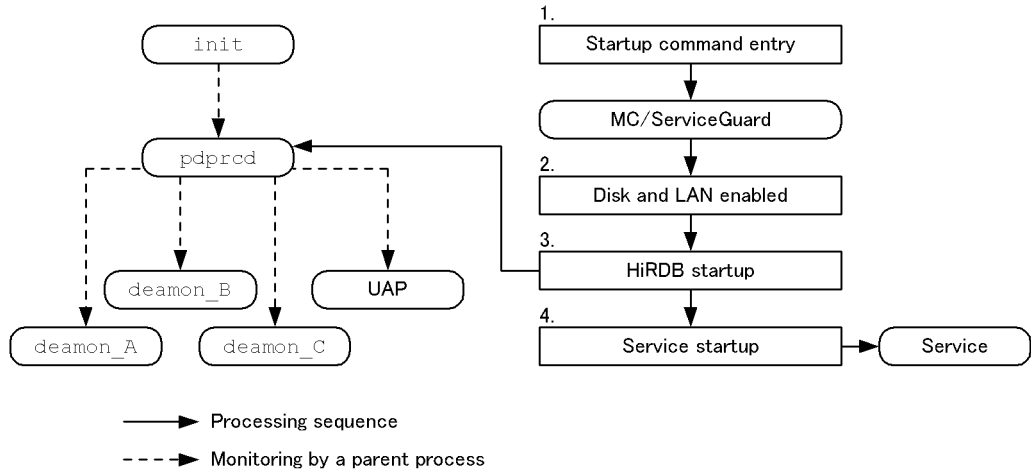 1.
init
Startup command entry
MC/ServiceGuard
pdprcd
2.
Disk and LAN enabled
3.
HiRDB startup
deamon_B
UAP
4.
deamon_A
deamon_C
Service startup
Service
Processing sequence
Monitoring by a parent process